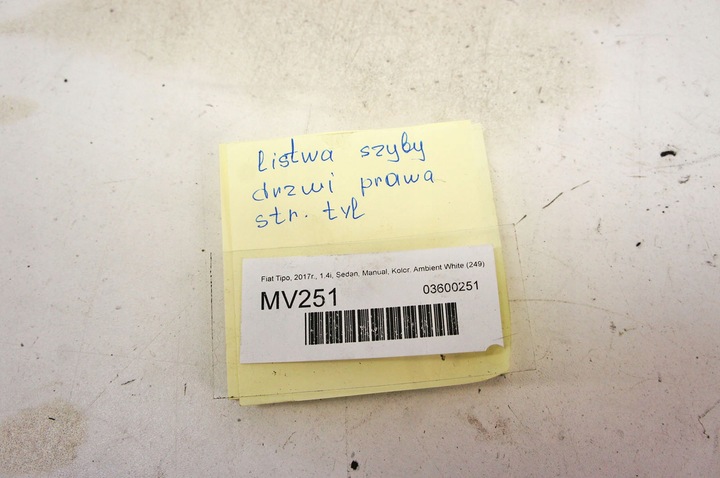 listwa szyby
drzwi prawa
str. tył
Fiat Tipo, 2017r., 1.4i, Sedan, Manual, Kolor: Ambient White (249)
MV251
03600251